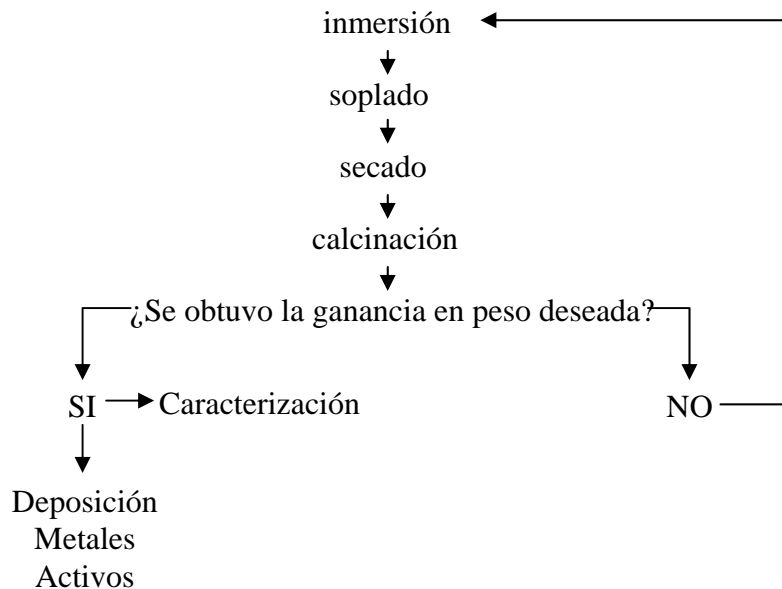 inmersión
soplado
secado
calcinación
¿Se obtuvo la ganancia en peso deseada?
SI
Caracterización
NO
Deposición
Metales
Activos